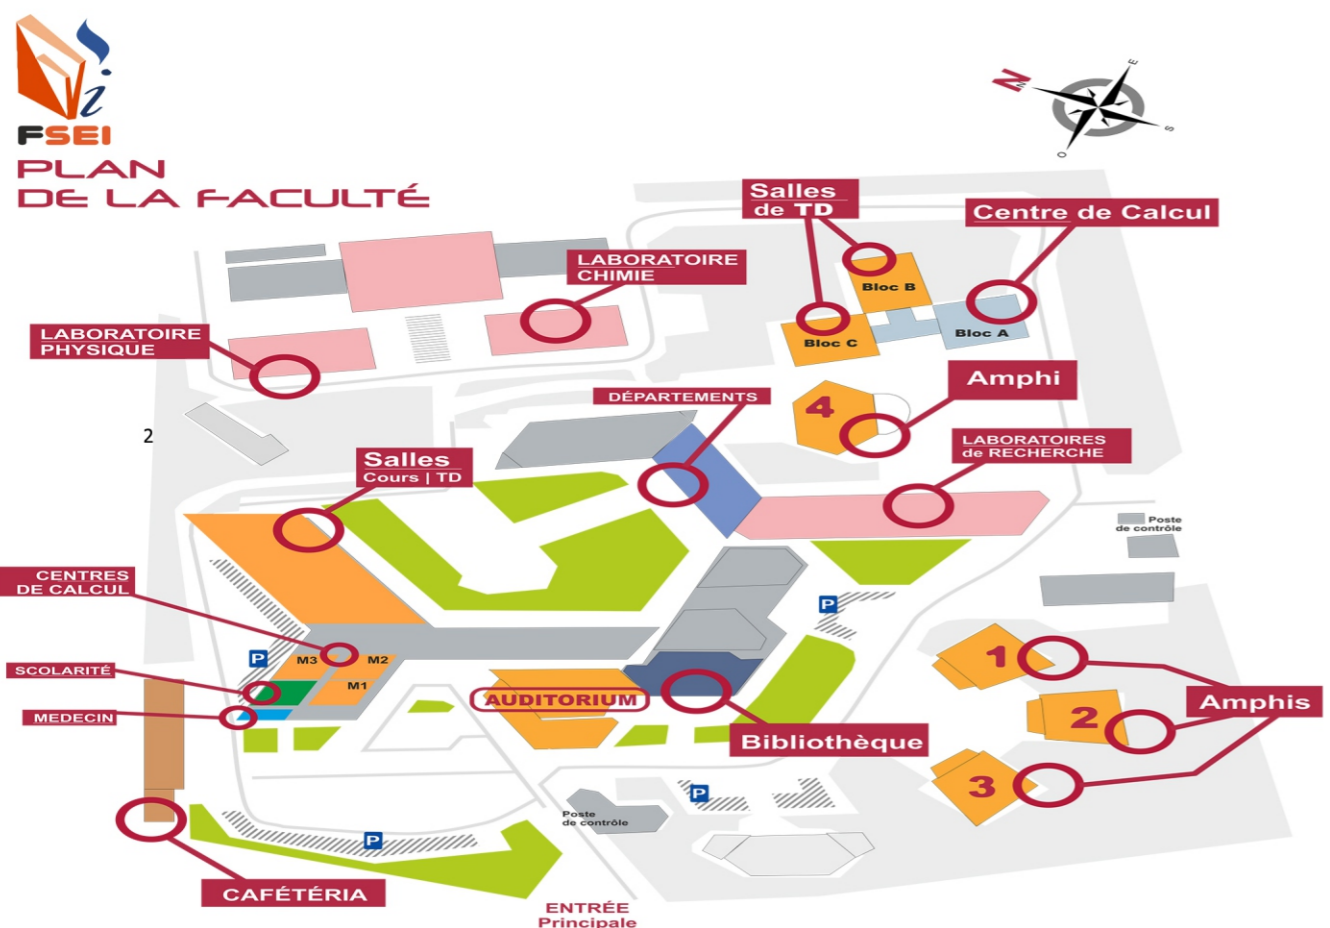 FSEI
PLAN
DE LA FACULTÉ
N
N
E
S
O
Salles
de TD
Centre de Calcul
LABORATOIRE
CHIMIE
Bloc B
Bloc A
Bloc C
LABORATOIRE
PHYSIQUE
Amphi
DÉPARTEMENTS
4
2
LABORATOIRES
de RECHERCHE
Salles
Cours | TD
Poste
de contrôle
CENTRES
DE CALCUL
P
P
1
M3
M2
SCOLARITÉ
M1
AUDITORIUM
Amphis
MEDECIN
2
Bibliothèque
3
P
Poste
de contrôle
P
CAFÉTÉRIA
ENTRÉE
Principale